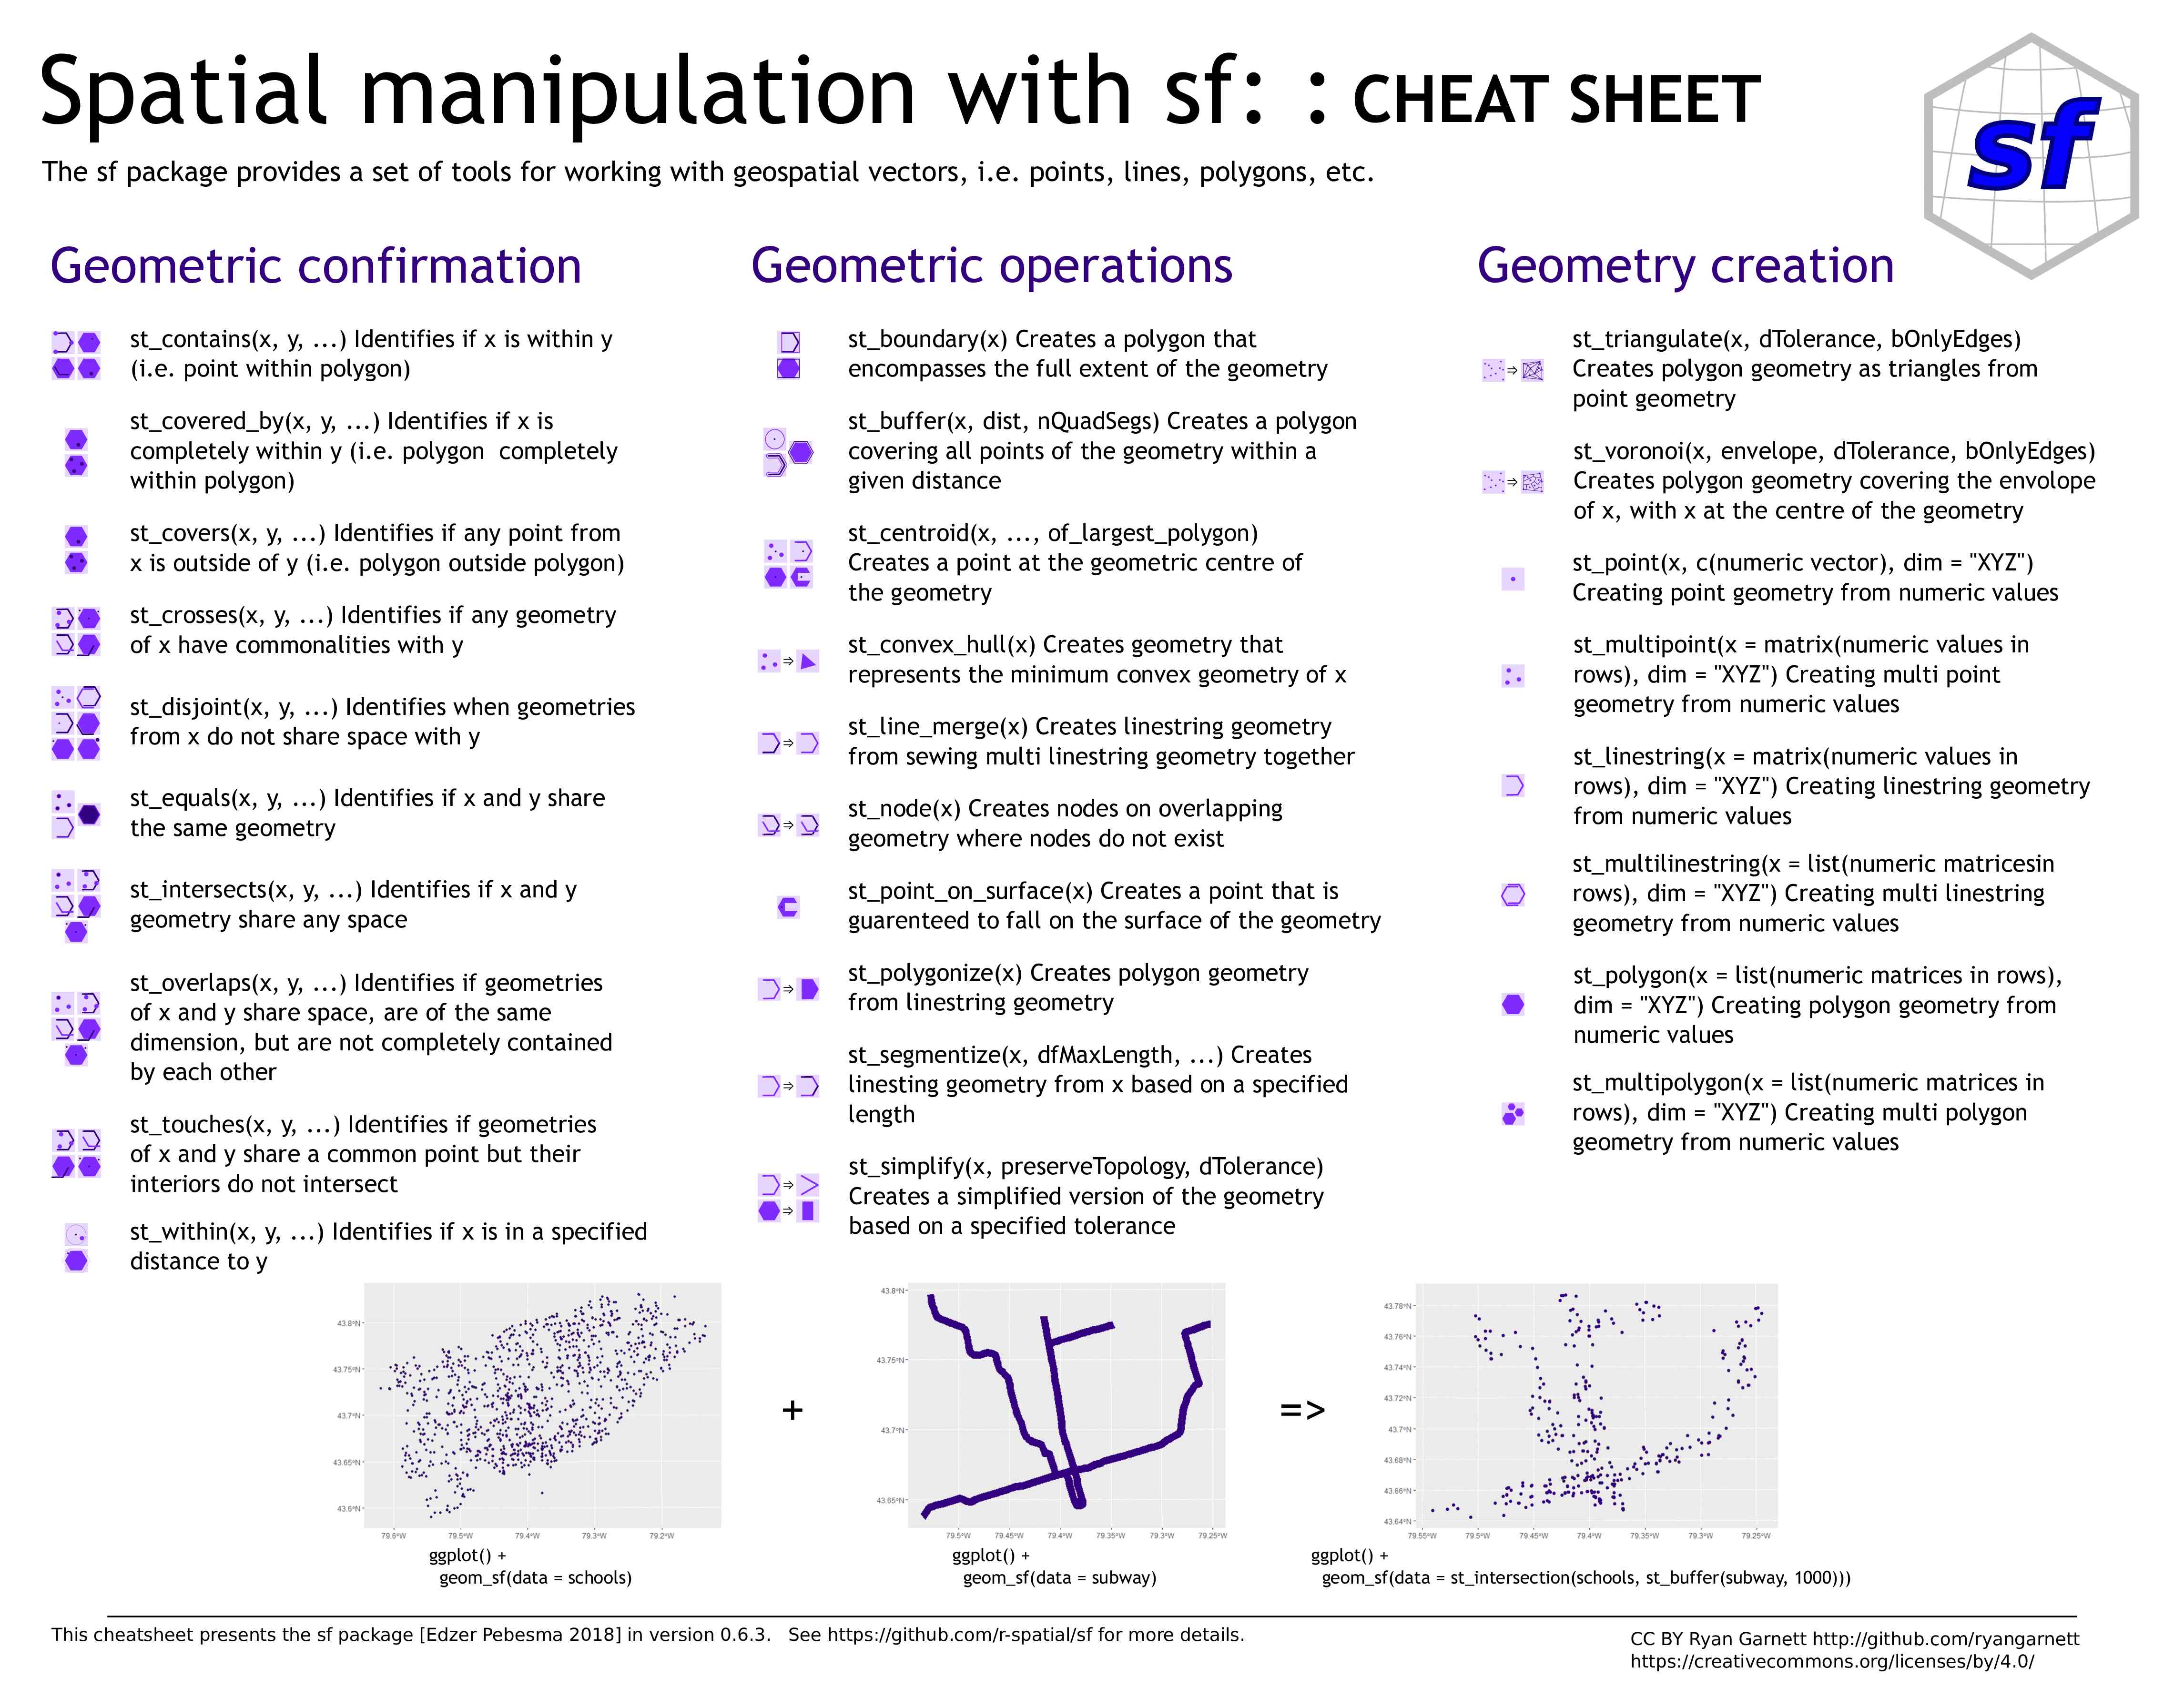 Spatial manipulation with sf: : CHEAT SHEET
sf
The sf package provides a set of tools for working with geospatial vectors, i.e. points, lines, polygons, etc.
Geometric confirmation
st_contains(x, y, ...) Identifies if x is within y
(i.e. point within polygon)
st_covered_by(x, y, ...) Identifies if x is
completely within y (i.e. polygon completely
within polygon)
st_covers(x, y, ...) Identifies if any point from
x is outside of y (i.e. polygon outside polygon)
st_crosses(x, y, ...) Identifies if any geometry
of x have commonalities with y
st_disjoint(x, y, ...) Identifies when geometries
from x do not share space with y
st_equals(x, y, ...) Identifies if x and y share
the same geometry
st_intersects(x, y, ...) Identifies if x and y
geometry share any space
st_overlaps(x, y, ...) Identifies if geometries
of x and y share space, are of the same
dimension, but are not completely contained
by each other
st_touches(x, y, ...) Identifies if geometries
of x and y share a common point but their
interiors do not intersect
st_within(x, y, ...) Identifies if x is in a specified
distance to y
Geometric operations
st_boundary(x) Creates a polygon that
encompasses the full extent of the geometry
st_buffer(x, dist, nQuadSegs) Creates a polygon
covering all points of the geometry within a
given distance
st_centroid(x, ..., of_largest_polygon)
Creates a point at the geometric centre of
the geometry
st_convex_hull(x) Creates geometry that
represents the minimum convex geometry of x
st_line_merge(x) Creates linestring geometry
from sewing multi linestring geometry together
st_node(x) Creates nodes on overlapping
geometry where nodes do not exist
st_point_on_surface(x) Creates a point that is
guarenteed to fall on the surface of the geometry
st_polygonize(x) Creates polygon geometry
from linestring geometry
st_segmentize(x, dfMaxLength, ...) Creates
linesting geometry from x based on a specified
length
st_simplify(x, preserveTopology, dTolerance)
Creates a simplified version of the geometry
based on a specified tolerance
Geometry creation
st_triangulate(x, dTolerance, bOnlyEdges)
Creates polygon geometry as triangles from
point geometry
st_voronoi(x, envelope, dTolerance, bOnlyEdges)
Creates polygon geometry covering the envolope
of x, with x at the centre of the geometry
st_point(x, c(numeric vector), dim = "XYZ")
Creating point geometry from numeric values
st_multipoint(x = matrix(numeric values in
rows), dim = "XYZ") Creating multi point
geometry from numeric values
st_linestring(x = matrix(numeric values in
rows), dim = "XYZ") Creating linestring geometry
from numeric values
st_multilinestring(x = list(numeric matricesin
rows), dim = "XYZ") Creating multi linestring
geometry from numeric values
st_polygon(x = list(numeric matrices in rows),
dim = "XYZ") Creating polygon geometry from
numeric values
st_multipolygon(x = list(numeric matrices in
rows), dim = "XYZ") Creating multi polygon
geometry from numeric values
43.8°N
43.75°N
43.7°N
43.65°N
43.6°N
79.6°W 79.5°W 79.4°W 79.3°W 79.2°W
ggplot() +
geom_sf(data = schools)
+
43.8°N
43.75°N
43.7°N
43.65°N
79.5°W 79.45°W 79.4°W 79.35°W 79.3°W 79.25°W
ggplot() +
geom_sf(data = subway)
=>
43.78°N
43.76°N
43.74°N
43.72°N
43.7°N
43.68°N
43.66°N
43.64°N
79.55°W 79.5°W 79.45°W 79.4°W 79.35°W 79.3°W 79.25°W
ggplot() +
geom_sf(data = st_intersection(schools, st_buffer(subway, 1000)))
This cheatsheet presents the sf package [Edzer Pebesma 2018] in version 0.6.3. See https://github.com/r-spatial/sf for more details.
CC BY Ryan Garnett http://github.com/ryangarnett
https://creativecommons.org/licenses/by/4.0/